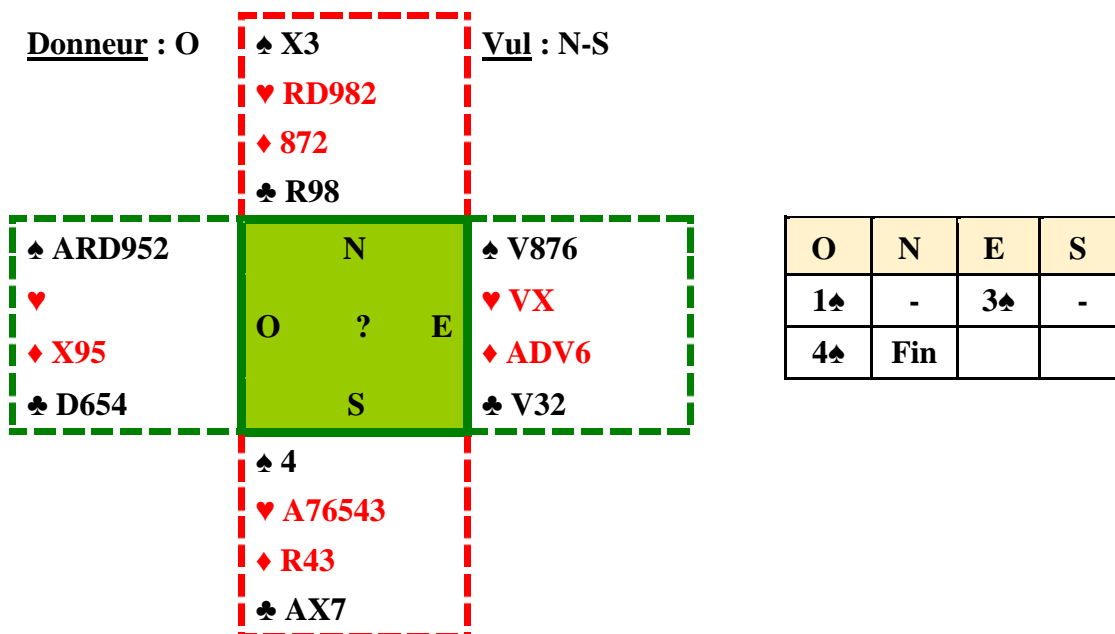 Donneur : O
♠ X3
Vul : N-S
♥ RD982
♦ 872
♣ R98
♠ ARD952
♥
♦ X95
♣ D654
N
O ? E
S
♠ V876
♥ VX
♦ ADV6
♣ V32
O N E S
1♠ - 3♠ -
4♠ Fin
♠ 4
♥ A76543
♦ R43
♣ AX7